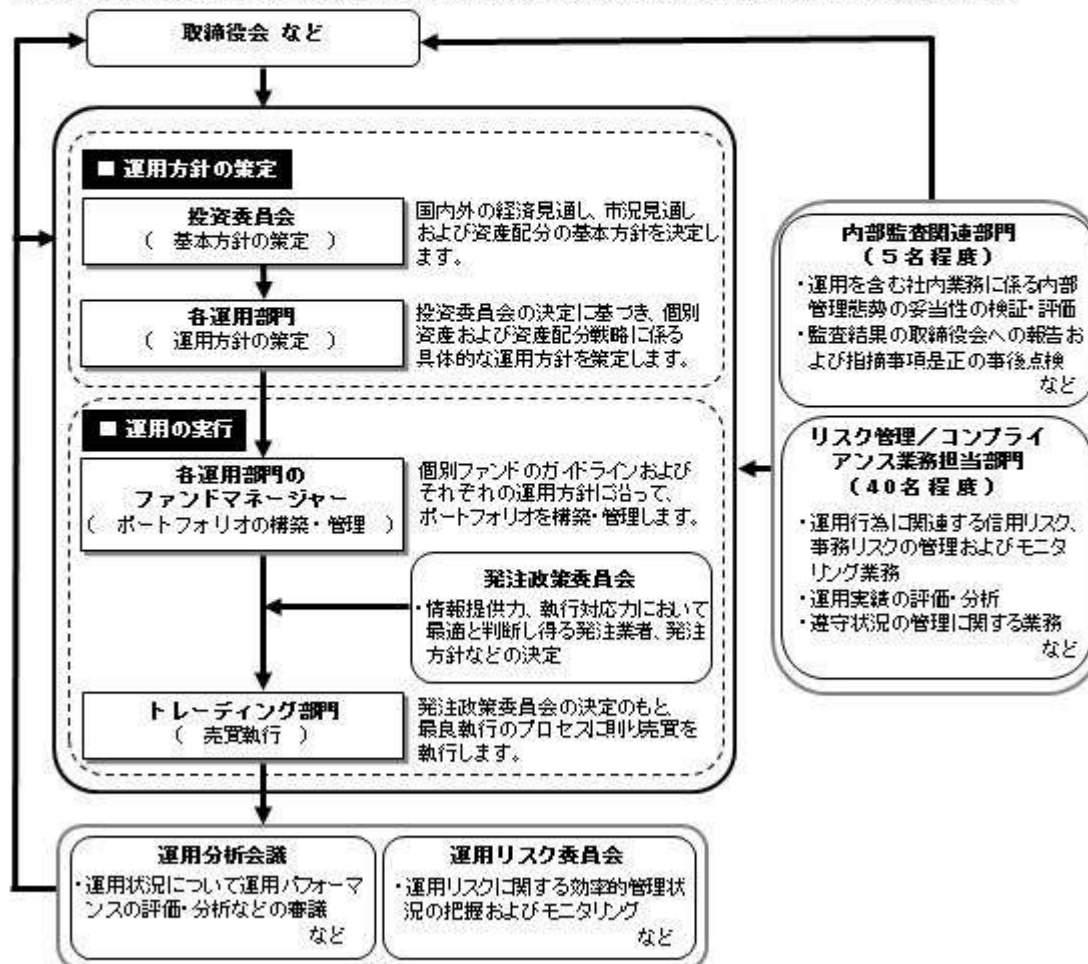 取締役会 など
■ 運用方針の策定
投資委員会
( 基本方針の策定 )
国内外の経済見通し、市況見通し
および資産配分の基本方針を決定し
ます。
各運用部門
( 運用方針の策定 )
投資委員会の決定に基づき、個別
資産および資産配分戦略に係る
具体的な運用方針を策定します。
■ 運用の実行
各運用部門の
ファンドマネージャー
( ポートフォリオの構築・管理 )
個別ファンドのガイドラインおよび
それぞれの運用方針に沿って、
ポートフォリオを構築・管理します。
発注政策委員会
・情報提供力、執行対応力において
最適と判断し得る発注業者、発注
方針などの決定
トレーディング部門
( 売買執行 )
発注政策委員会の決定のもと、
最良執行のプロセスに則り売買を
執行します。
内部監査関連部門
(5名程度)
・運用を含む社内業務に係る内部
管理態勢の妥当性の検証・評価
・監査結果の取締役会への報告お
よび指摘事項是正の事後点検
など
リスク管理/コンプライ
アンス業務担当部門
(40名程度)
・運用行為に関連する信用リスク、
事務リスクの管理およびモニタ
リング業務
・運用実績の評価・分析
・遵守状況の管理に関する業務
など
運用分析会議
・運用状況について運用パフォーマ
ンスの評価・分析などの審議
など
運用リスク委員会
・運用リスクに関する効率的管理状
況の把握およびモニタリング
など